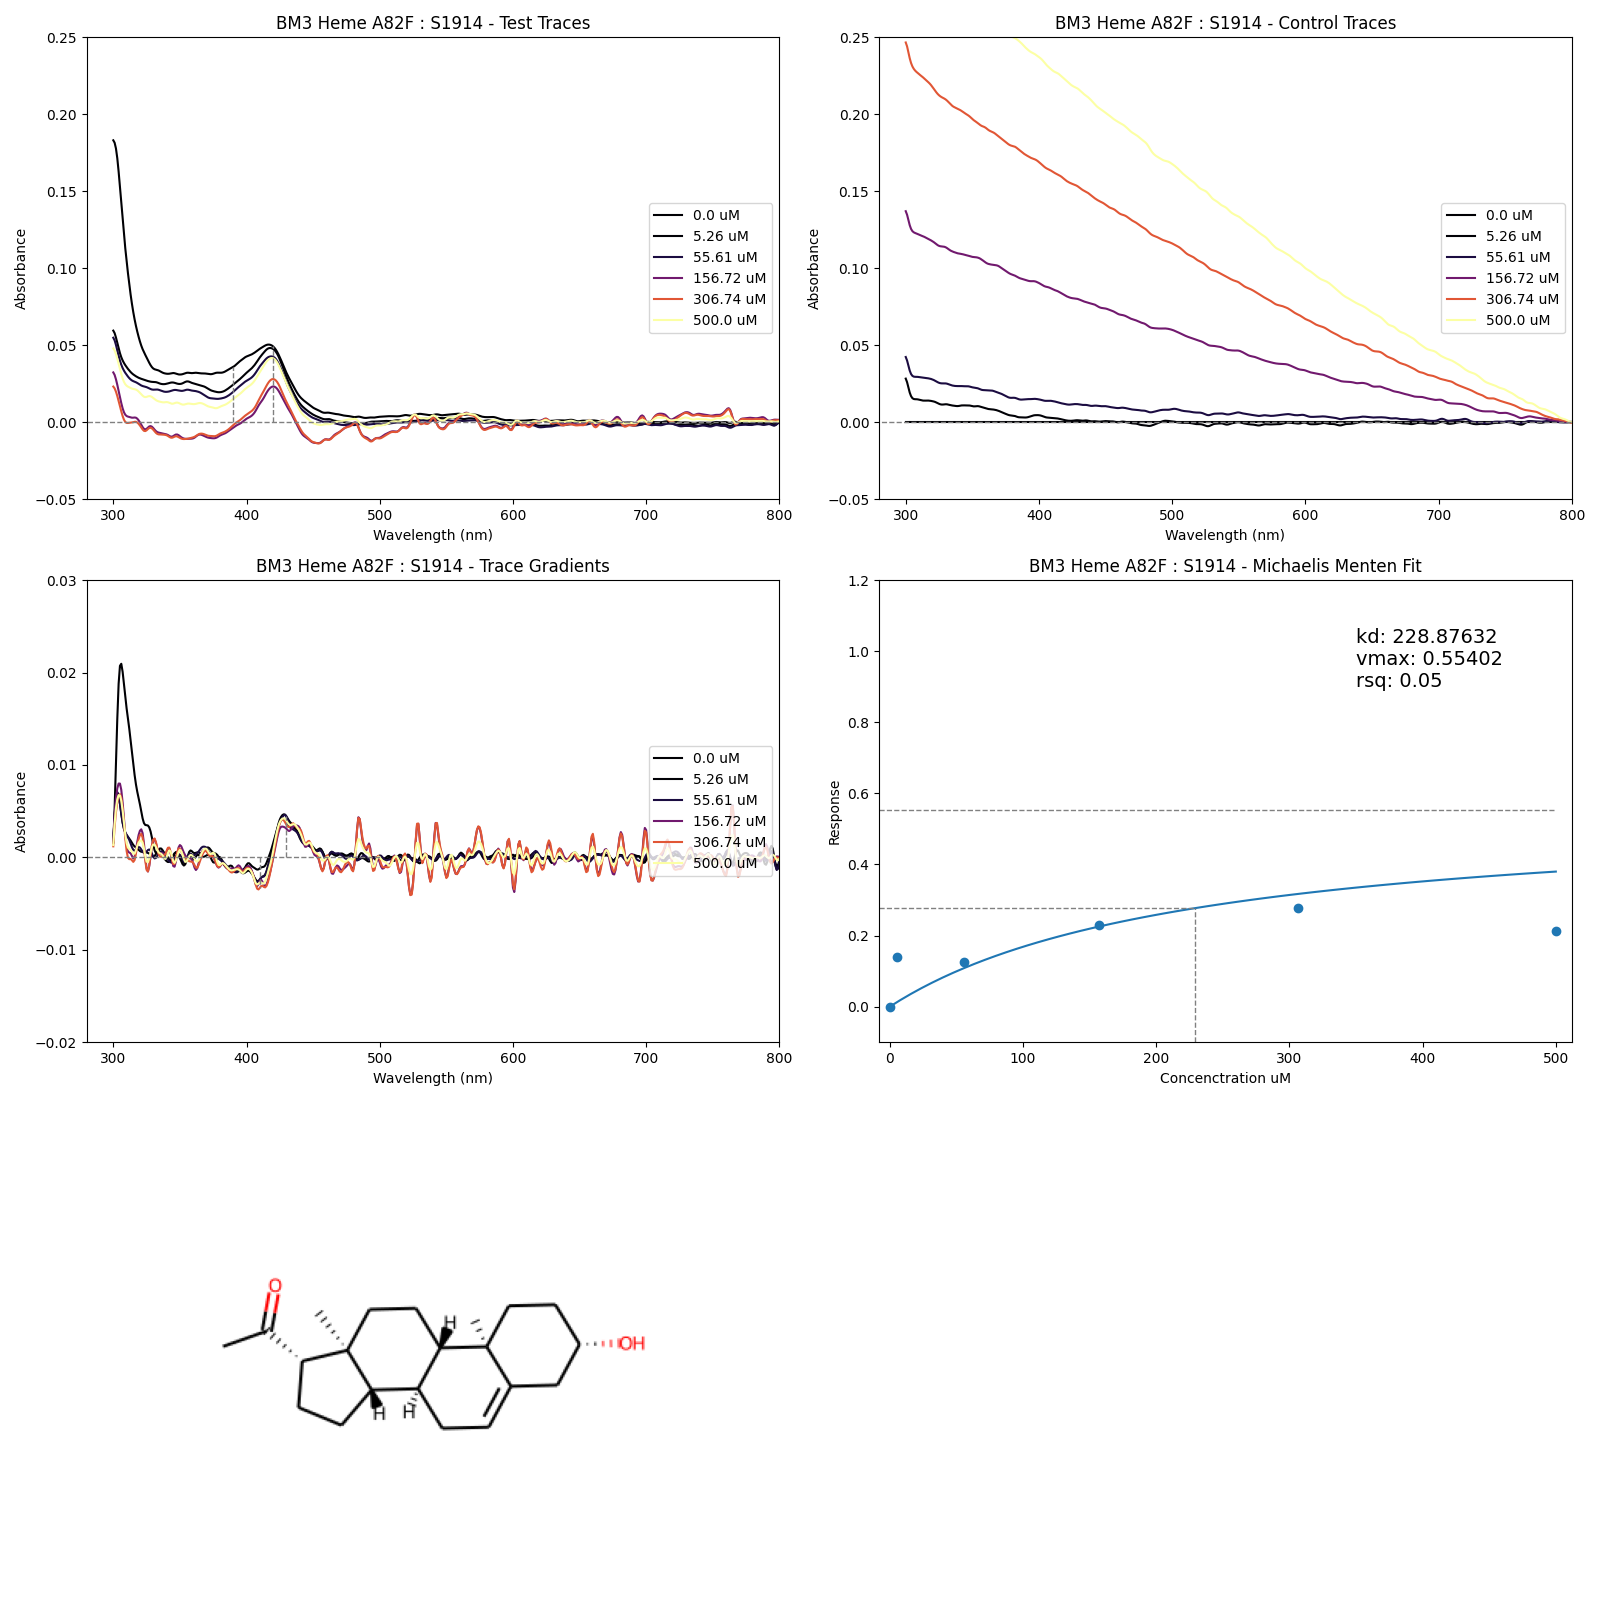 BM3 Heme A82F : S1914 - Test Traces
0.25
0.20
0.15
0.10
0.05
0.00
−0.05
Absorbance
300 400 500 600 700 800
Wavelength (nm)
0.0 uM
5.26 uM
55.61 uM
156.72 uM
306.74 uM
500.0 uM
BM3 Heme A82F : S1914 - Control Traces
0.25
0.20
0.15
0.10
0.05
0.00
−0.05
Absorbance
300 400 500 600 700 800
Wavelength (nm)
0.0 uM
5.26 uM
55.61 uM
156.72 uM
306.74 uM
500.0 uM
BM3 Heme A82F : S1914 - Trace Gradients
0.03
0.02
0.01
0.00
−0.01
−0.02
Absorbance
300 400 500 600 700 800
Wavelength (nm)
0.0 uM
5.26 uM
55.61 uM
156.72 uM
306.74 uM
500.0 uM
BM3 Heme A82F : S1914 - Michaelis Menten Fit
1.2
1.0
0.8
0.6
0.4
0.2
0.0
Response
kd: 228.87632
vmax: 0.55402
rsq: 0.05
0 100 200 300 400 500
Concenctration uM
O
H
OH
H
H